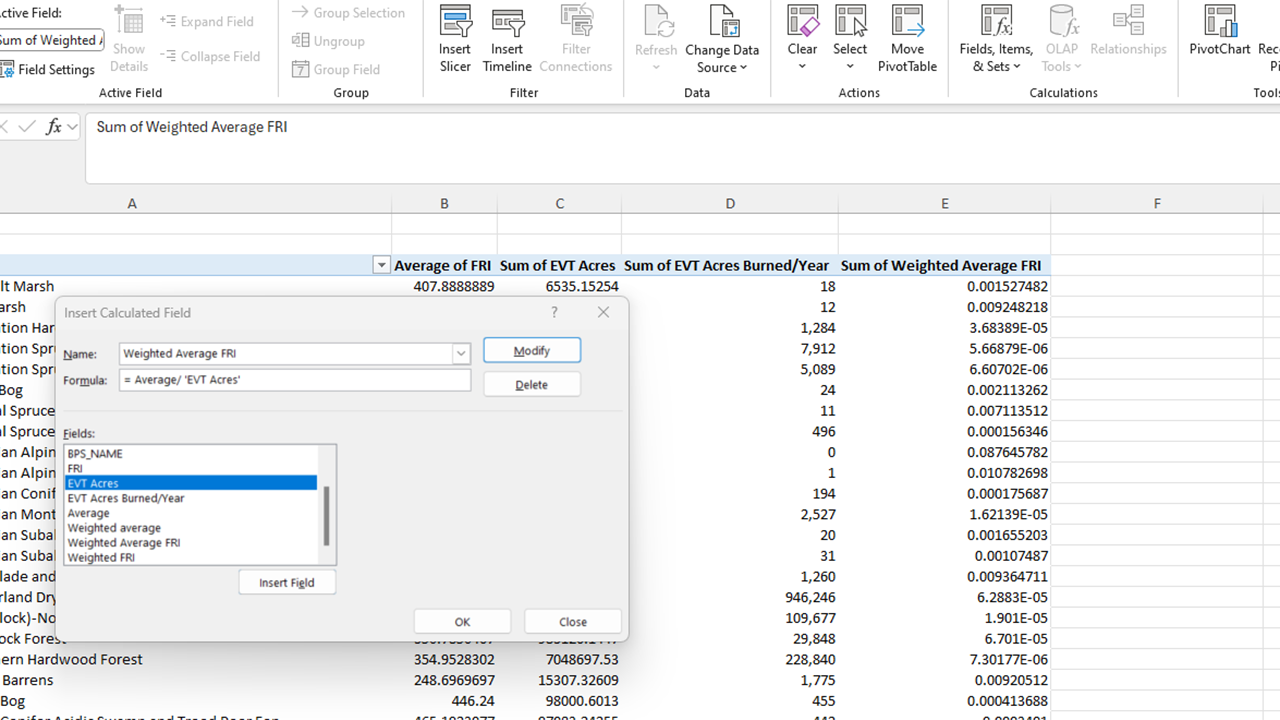 ctive Field:
Sum of Weighted
Field Settings
Show
Details
Expand Field
Collapse Field
Active Field
Group Selection
Ungroup
Group Field
Group
Insert
Slicer
Insert
Timeline
Filter
Connections
Filter
Refresh
Change Data
Source
Data
Clear
Select
Move
PivotTable
Actions
Fields, Items,
& Sets
OLAP
Tools
Relationships
Calculations
PivotChart
Tools
fx
Sum of Weighted Average FRI
A B C D E F
Average of FRI Sum of EVT Acres Sum of EVT Acres Burned/Year Sum of Weighted Average FRI
lt Marsh 407.8888889 6535.15254 18 0.001527482
arsh 12 0.009248218
tion Har 1,284 3.68389E-05
tion Spru 7,912 5.66879E-06
tion Spru 5,089 6.60702E-06
Bog 24 0.002113262
al Spruce 11 0.007113512
al Spruce 496 0.000156346
an Alpin 0 0.087645782
an Alpin 1 0.010782698
an Conif 194 0.000175687
an Mont 2,527 1.62139E-05
an Subal 20 0.001655203
an Subal 31 0.00107487
lade and 1,260 0.009364711
rland Dry 946,246 6.2883E-05
lock)-No 109,677 1.901E-05
ock Forest 29,848 6.701E-05
ern Hardwood Forest 354.9528302 7048697.53 228,840 7.30177E-06
Barrens 248.6969697 15307.32609 1,775 0.00920512
Bog 446.24 98000.6013 455 0.000413688
Insert Calculated Field
?
Name: Weighted Average FRI
Modify
Formula: = Average/ 'EVT Acres'
Delete
Fields:
BPS_NAME
FRI
EVT Acres
EVT Acres Burned/Year
Average
Weighted average
Weighted Average FRI
Weighted FRI
Insert Field
OK
Close